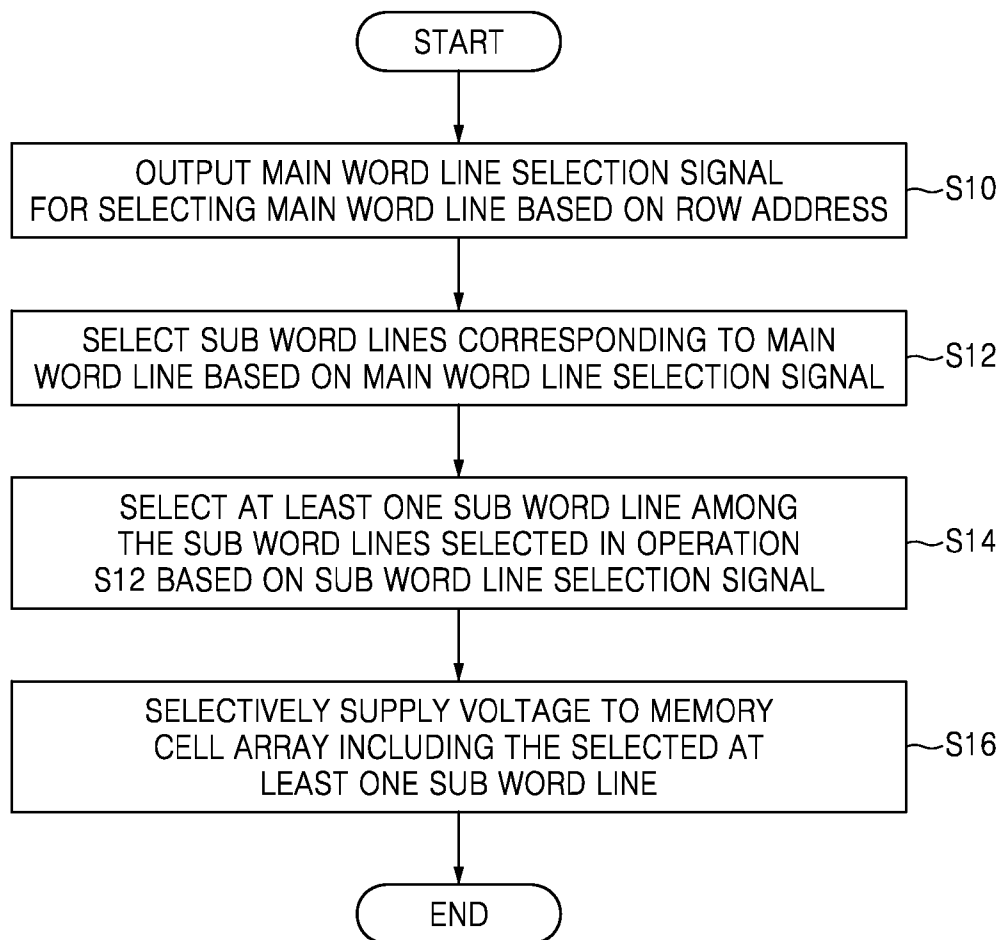 START
OUTPUT MAIN WORD LINE SELECTION SIGNAL
FOR SELECTING MAIN WORD LINE BASED ON ROW ADDRESS
S10
SELECT SUB WORD LINES CORRESPONDING TO MAIN
WORD LINE BASED ON MAIN WORD LINE SELECTION SIGNAL
S12
SELECT AT LEAST ONE SUB WORD LINE AMONG
THE SUB WORD LINES SELECTED IN OPERATION
S12 BASED ON SUB WORD LINE SELECTION SIGNAL
S14
SELECTIVELY SUPPLY VOLTAGE TO MEMORY
CELL ARRAY INCLUDING THE SELECTED AT
LEAST ONE SUB WORD LINE
S16
END